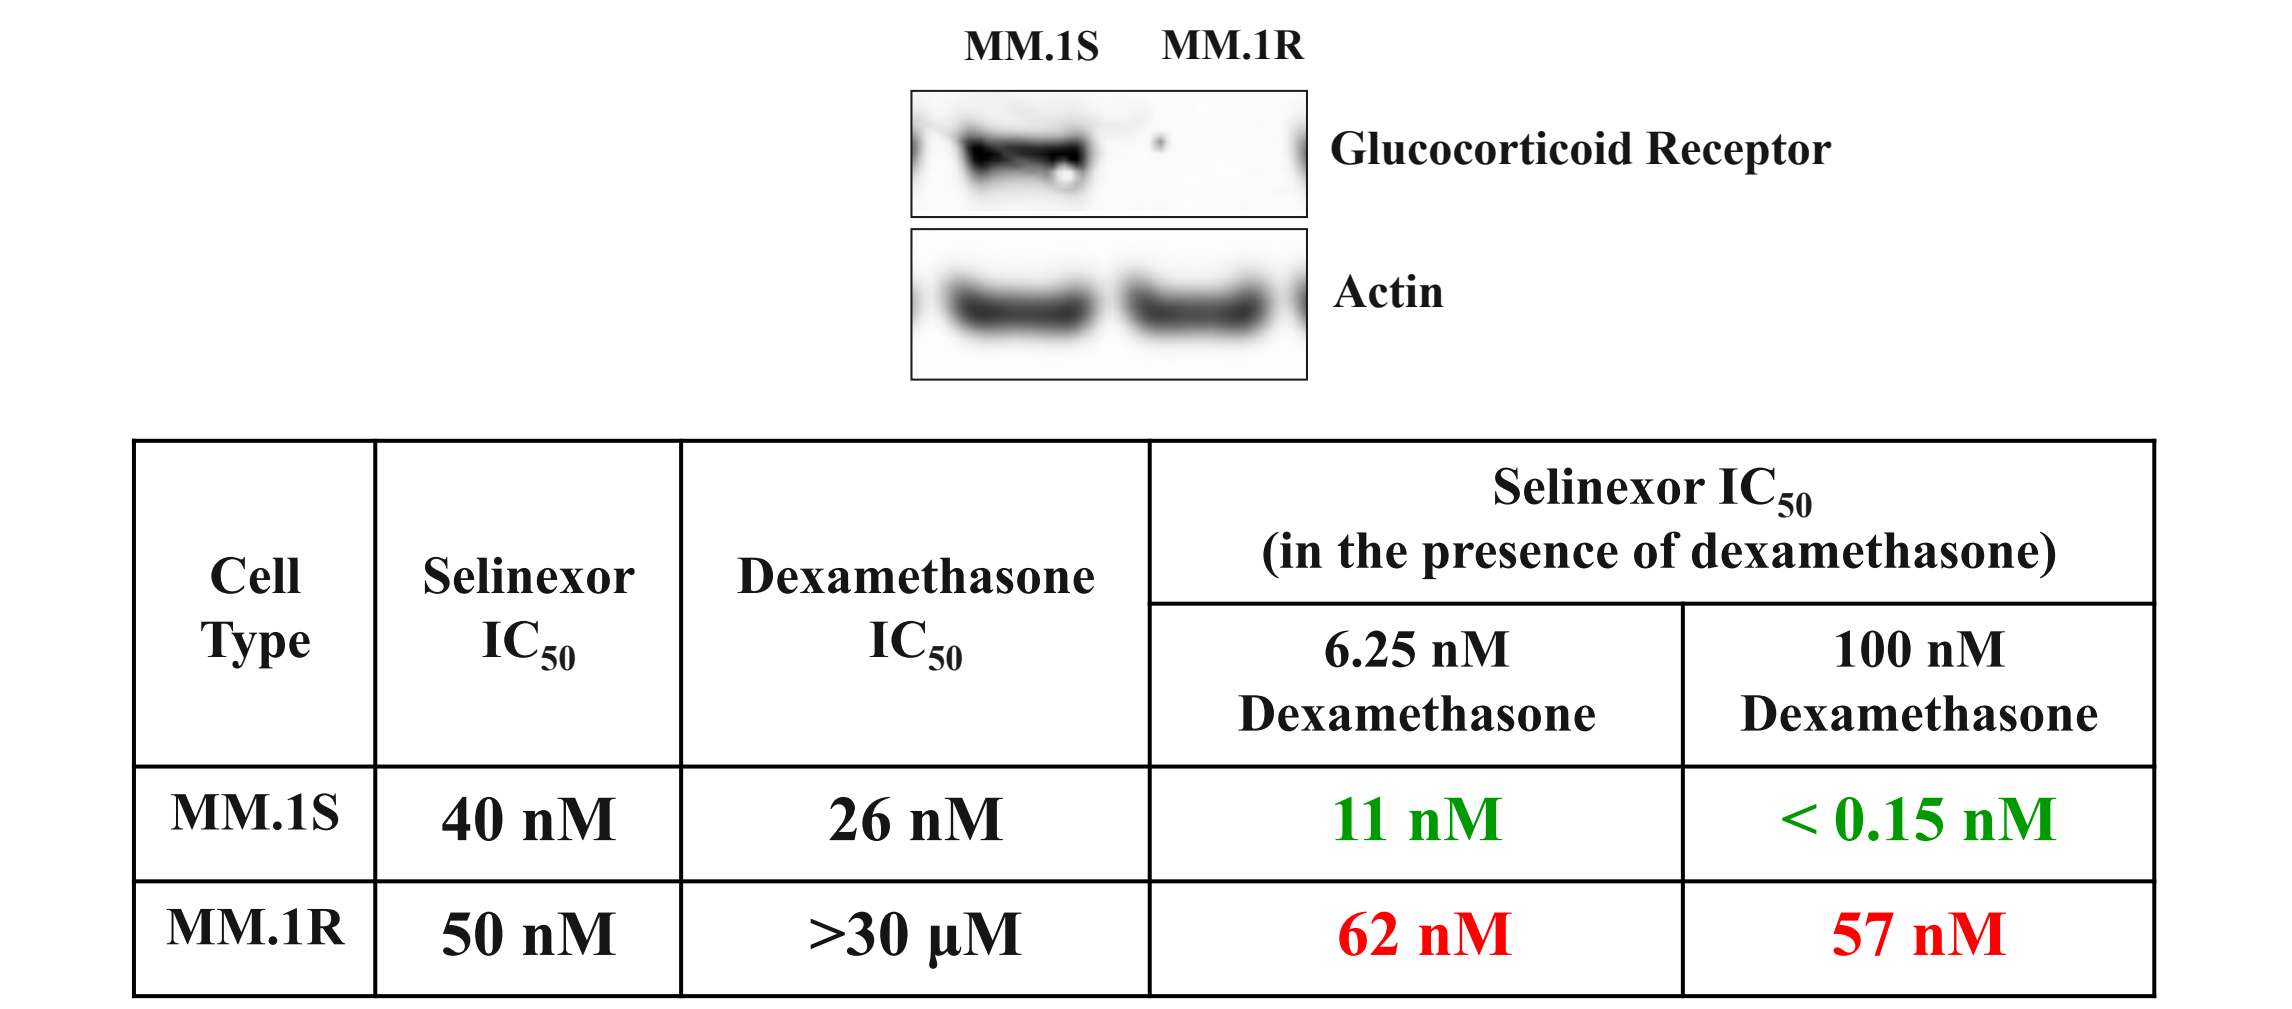 MM.1S MM.1R
Glucocorticoid Receptor
Actin
Cell
Type
Selinexor
IC50
Dexamethasone
IC50
Selinexor IC50
(in the presence of dexamethasone)
6.25 nM
Dexamethasone
100 nM
Dexamethasone
MM.1S 40 nM 26 nM 11 nM < 0.15 nM
MM.1R 50 nM >30 µM 62 nM 57 nM